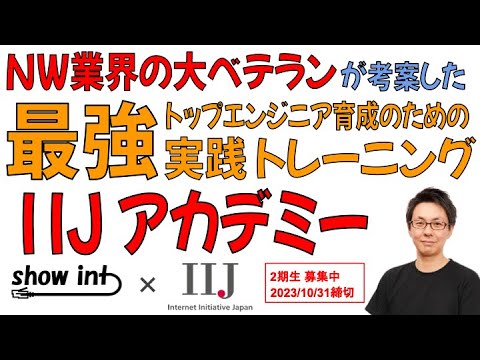 NW業界の大ベテランが考案した
最強トップエンジニア育成のための
実践トレーニング
IIJ アカデミー
show int × IIJ
Internet Initiative Japan
2期生 募集中
2023/10/31締切